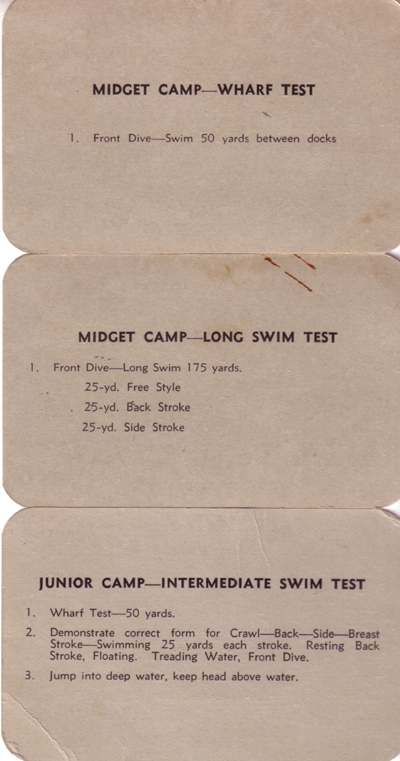 MIDGET CAMP—WHARF TEST
1. Front Dive—Swim 50 yards between docks
MIDGET CAMP—LONG SWIM TEST
1. Front Dive—Long Swim 175 yards.
25-yd. Free Style
25-yd. Back Stroke
25-yd. Side Stroke
JUNIOR CAMP—INTERMEDIATE SWIM TEST
1. Wharf Test—50 yards.
2. Demonstrate correct form for Crawl—Back—Side—Breast
Stroke—Swimming 25 yards each stroke. Resting Back
Stroke, Floating. Treading Water, Front Dive.
3. Jump into deep water, keep head above water.